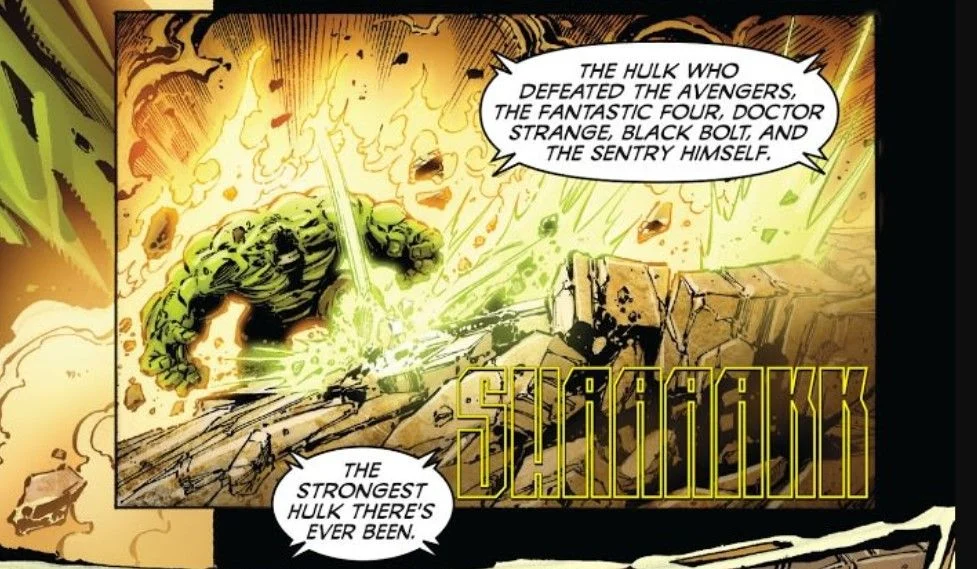 THE HULK WHO
DEFEATED THE AVENGERS,
THE FANTASTIC FOUR, DOCTOR
STRANGE, BLACK BOLT, AND
THE SENTRY HIMSELF.
SHRRRRAKK
THE
STRONGEST
HULK THERE'S
EVER BEEN.